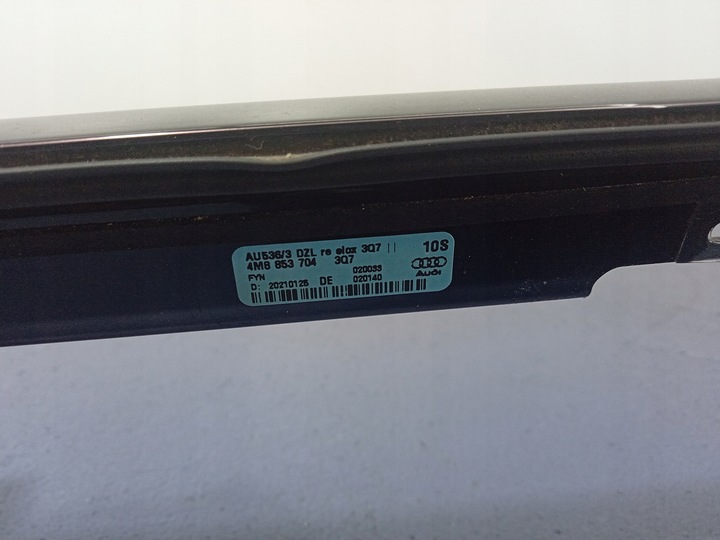 AU536/3 DZL re elox 3Q7 || 10S
4M8 853 704 3Q7
FYN 020033
D: 20210125 DE 020140
Audi